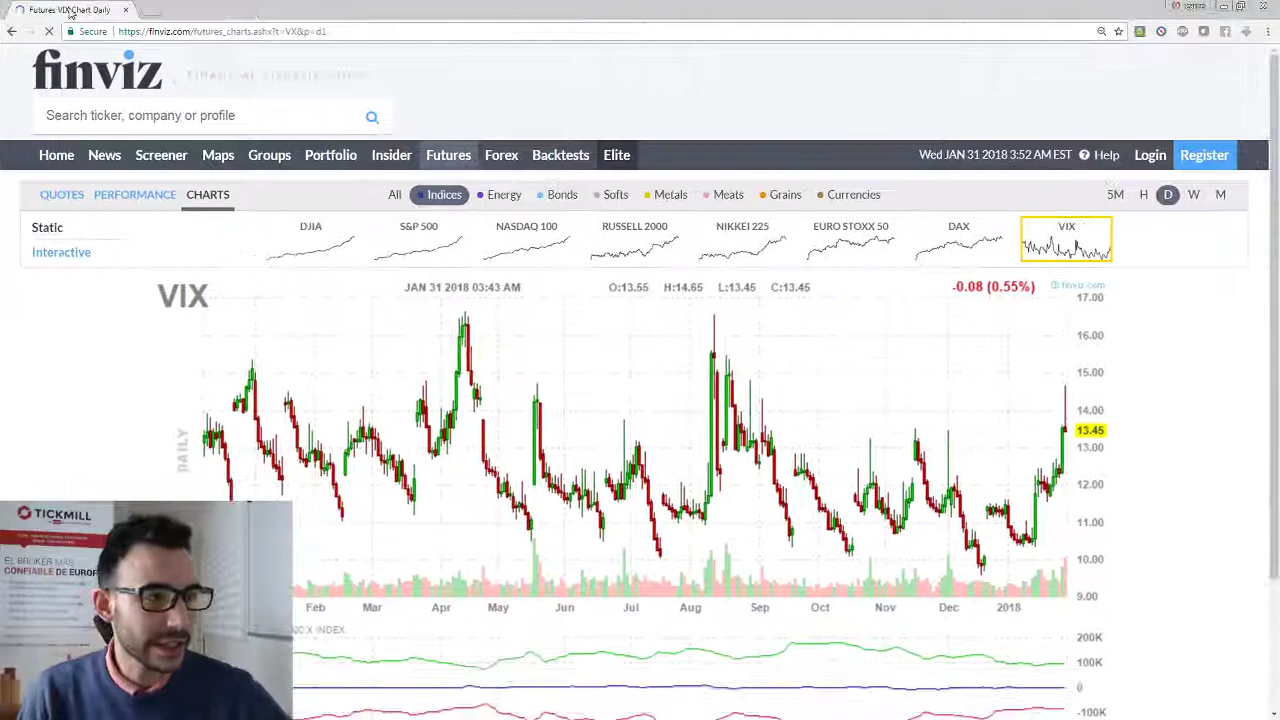 Futures VIX Chart Daily
Secure
https://finviz.com/futures_charts.ashx?t=VX&p=d1
finviz
Search ticker, company or profile
Home News Screener Maps Groups Portfolio Insider Futures Forex Backtests Elite
Wed JAN 31 2018 3:52 AM EST Help Login Register
QUOTES PERFORMANCE CHARTS
All Indices Energy Bonds Softs Metals Meats Grains Currencies
5M H D W M
Static
Interactive
DJIA S&P 500 NASDAQ 100 RUSSELL 2000 NIKKEI 225 EURO STOXX 50 DAX VIX
VIX
JAN 31 2018 03:43 AM O:13.55 H:14.65 L:13.45 C:13.45
-0.08 (0.55%)
finviz.com
17.00
16.00
15.00
14.00
13.45
13.00
12.00
11.00
10.00
9.00
DAILY
Feb Mar Apr May Jun Jul Aug Sep Oct Nov Dec 2018
INDEX
200K
100K
0
-100K
TICKMILL
EL BROKER MÁS
CONFIABLE DE EUROP